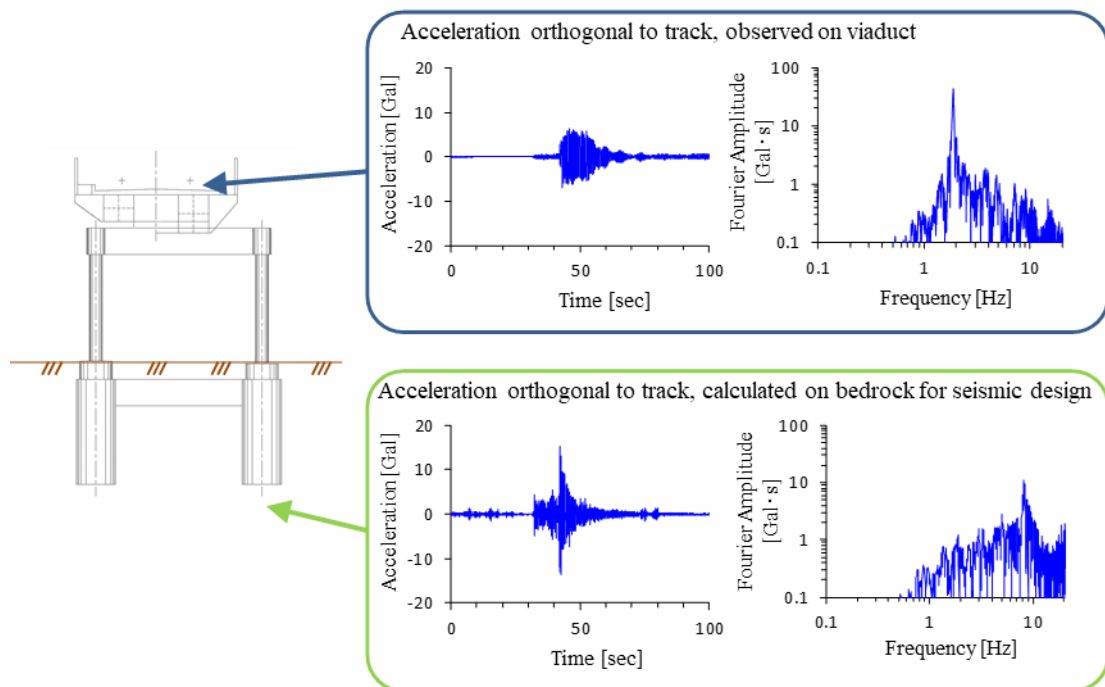 Acceleration orthogonal to track, observed on viaduct
Acceleration [Gal]
20
10
0
-10
-20
0
50
100
Time [sec]
Fourier Amplitude
[Gal・s]
100
10
1
0.1
0.1
1
10
Frequency [Hz]
Acceleration orthogonal to track, calculated on bedrock for seismic design
Acceleration [Gal]
20
10
0
-10
-20
0
50
100
Time [sec]
Fourier Amplitude
[Gal・s]
100
10
1
0.1
0.1
1
10
Frequency [Hz]